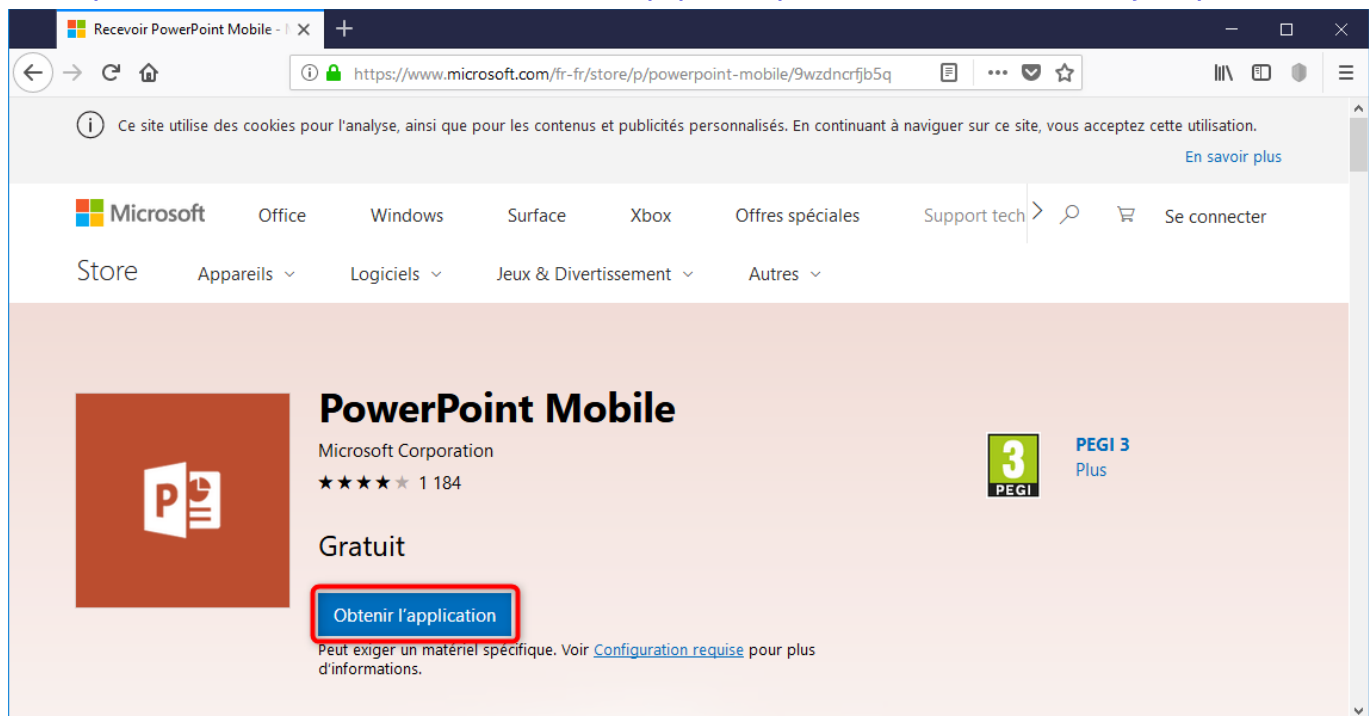 Recevoir PowerPoint Mobile -
https://www.microsoft.com/fr-fr/store/p/powerpoint-mobile/9wzdncrfjb5q
Ce site utilise des cookies pour l'analyse, ainsi que pour les contenus et publicités personnalisés. En continuant à naviguer sur ce site, vous acceptez cette utilisation.
En savoir plus
Microsoft Office Windows Surface Xbox Offres spéciales Support tech Se connecter
Store Appareils Logiciels Jeux & Divertissement Autres
PowerPoint Mobile
Microsoft Corporation
★★★★★ 1 184
Gratuit
Obtenir l'application
Peut exiger un matériel spécifique. Voir Configuration requise pour plus
d'informations.
P
3
PEGI
PEGI 3
Plus